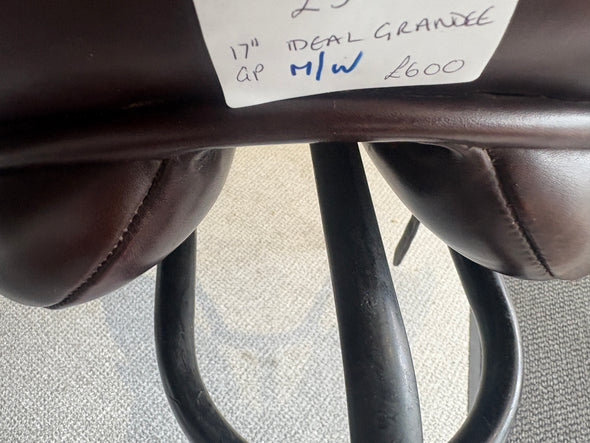 17" IDEAL GRANDEE
GP M/W £600